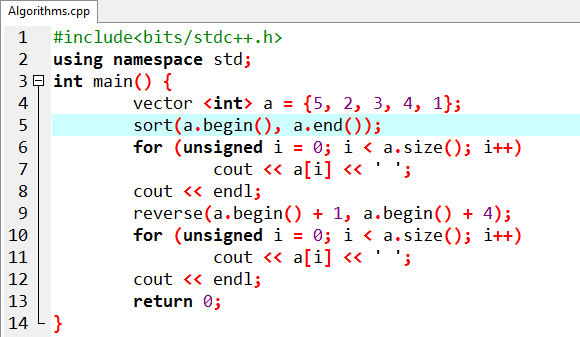 Algorithms.cpp
1 #include<bits/stdc++.h>
2 using namespace std;
3 int main() {
4 vector <int> a = {5, 2, 3, 4, 1};
5 sort(a.begin(), a.end());
6 for (unsigned i = 0; i < a.size(); i++)
7 cout << a[i] << ' ';
8 cout << endl;
9 reverse(a.begin() + 1, a.begin() + 4);
10 for (unsigned i = 0; i < a.size(); i++)
11 cout << a[i] << ' ';
12 cout << endl;
13 return 0;
14 }